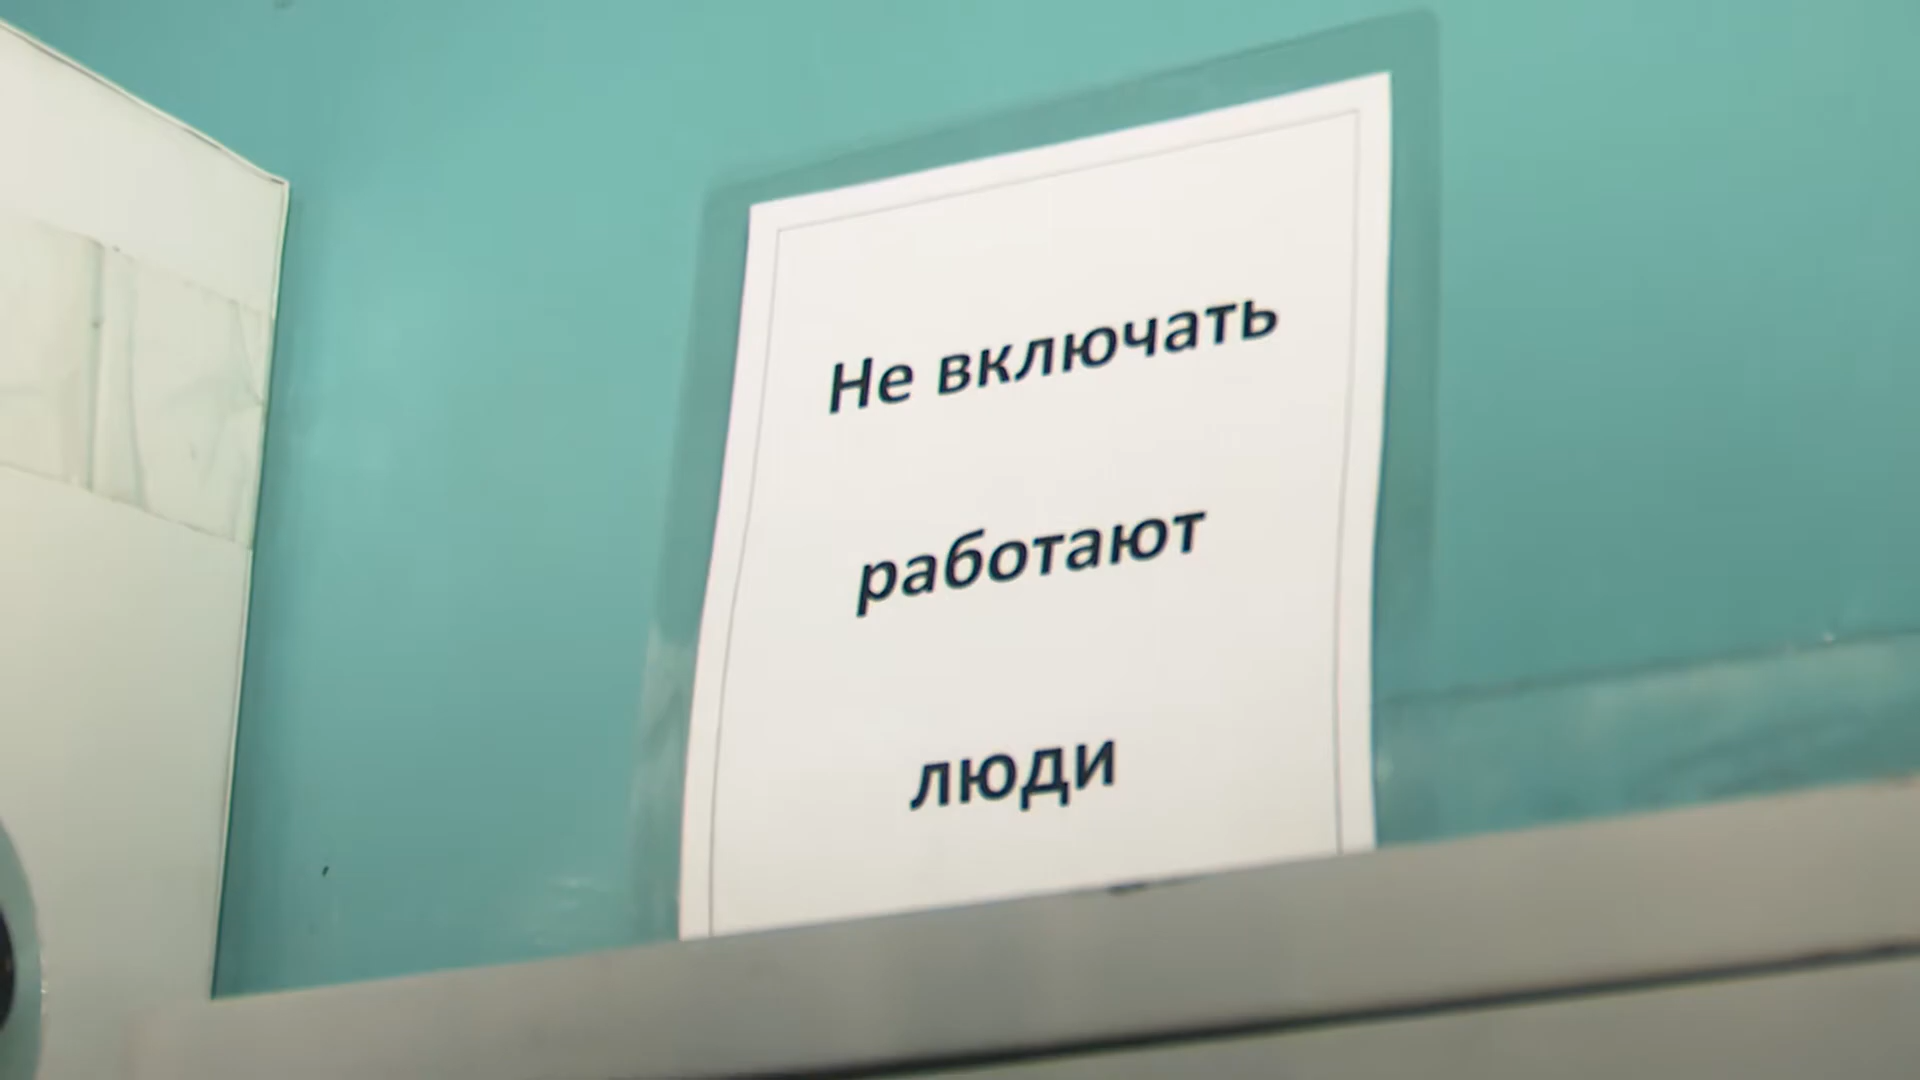 Не включать
работают
люди